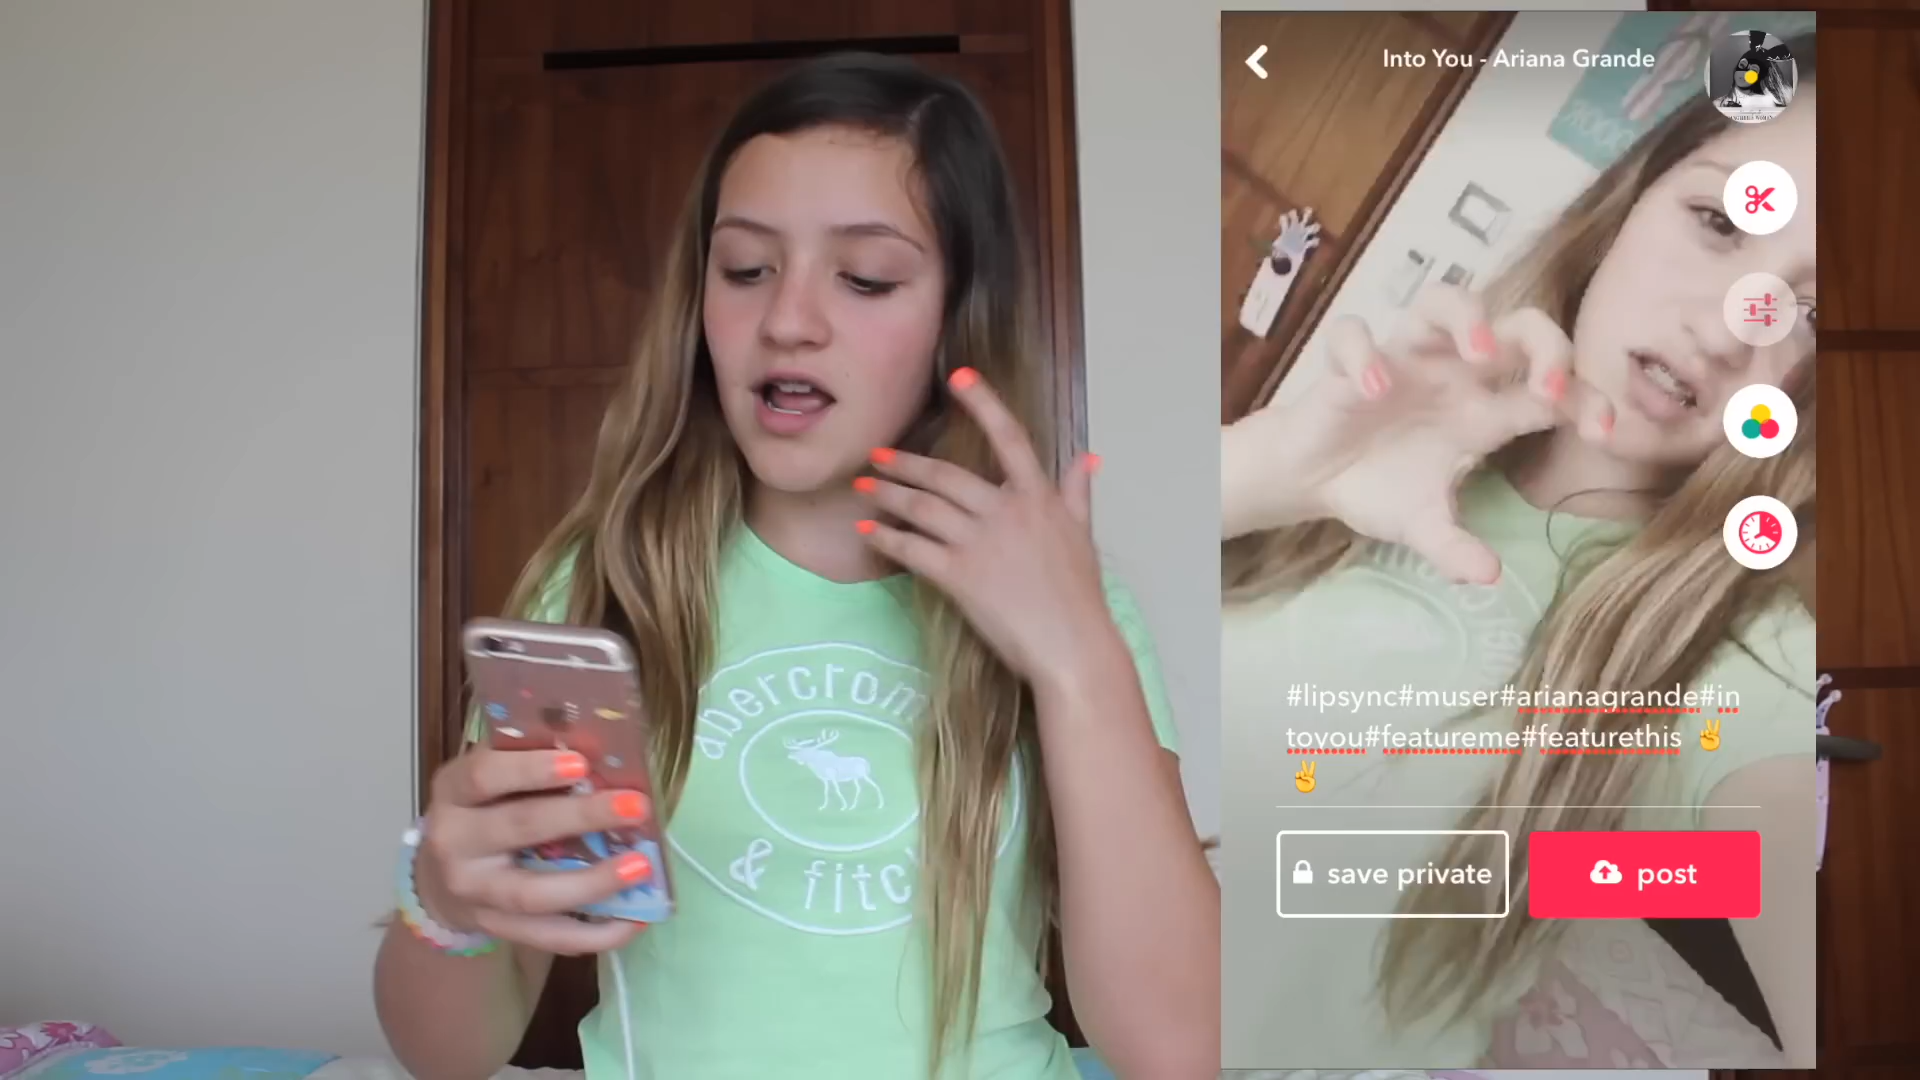 Into You - Ariana Grande
#lipsync#muser#arianagrande#in
toyou#featureme#featurethis ✌️
✌️
save private
post
abercrom
& fitc